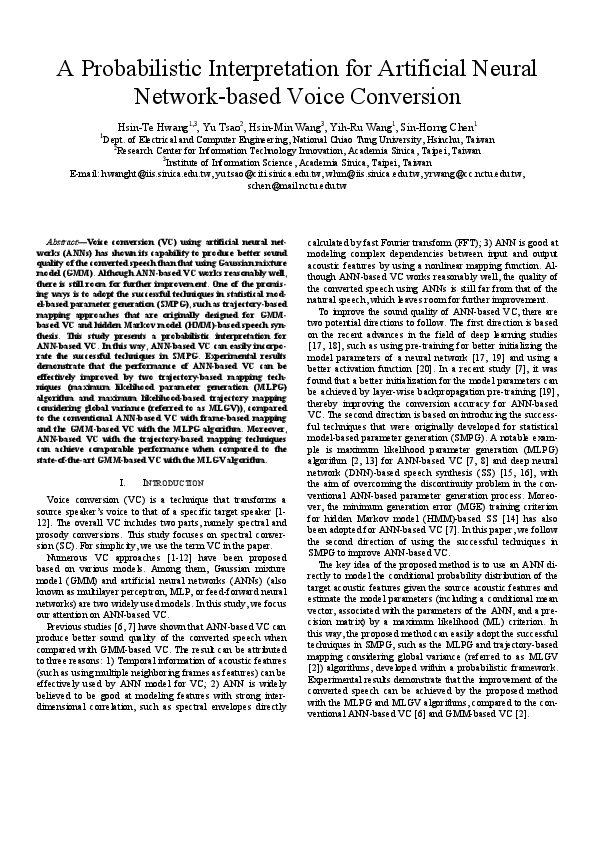 A Probabilistic Interpretation for Artificial Neural
Network-based Voice Conversion
Hsin-Te Hwang1,3, Yu Tsao2, Hsin-Min Wang3, Yih-Ru Wang1, Sin-Horng Chen1
1Dept. of Electrical and Computer Engineering, National Chiao Tung University, Hsinchu, Taiwan
2Research Center for Information Technology Innovation, Academia Sinica, Taipei, Taiwan
3Institute of Information Science, Academia Sinica, Taipei, Taiwan
E-mail: hwanght@iis.sinica.edu.tw, yu.tsao@citi.sinica.edu.tw, whm@iis.sinica.edu.tw, yrwang@cc.nctu.edu.tw,
schen@mail.nctu.edu.tw
Abstract—Voice conversion (VC) using artificial neural net-
works (ANNs) has shown its capability to produce better sound
quality of the converted speech than that using Gaussian mixture
model (GMM). Although ANN-based VC works reasonably well,
there is still room for further improvement. One of the promis-
ing ways is to adopt the successful techniques in statistical mod-
el-based parameter generation (SMPG), such as trajectory-based
mapping approaches that are originally designed for GMM-
based VC and hidden Markov model (HMM)-based speech syn-
thesis. This study presents a probabilistic interpretation for
ANN-based VC. In this way, ANN-based VC can easily incorpo-
rate the successful techniques in SMPG. Experimental results
demonstrate that the performance of ANN-based VC can be
effectively improved by two trajectory-based mapping tech-
niques (maximum likelihood parameter generation (MLPG)
algorithm and maximum likelihood-based trajectory mapping
considering global variance (referred to as MLGV)), compared
to the conventional ANN-based VC with frame-based mapping
and the GMM-based VC with the MLPG algorithm. Moreover,
ANN-based VC with the trajectory-based mapping techniques
can achieve comparable performance when compared to the
state-of-the-art GMM-based VC with the MLGV algorithm.
I. INTRODUCTION
Voice conversion (VC) is a technique that transforms a
source speaker's voice to that of a specific target speaker [1-
12]. The overall VC includes two parts, namely spectral and
prosody conversions. This study focuses on spectral conver-
sion (SC). For simplicity, we use the term VC in the paper.
Numerous VC approaches [1-12] have been proposed
based on various models. Among them, Gaussian mixture
model (GMM) and artificial neural networks (ANNs) (also
known as multilayer perceptron, MLP, or feed-forward neural
networks) are two widely used models. In this study, we focus
our attention on ANN-based VC.
Previous studies [6, 7] have shown that ANN-based VC can
produce better sound quality of the converted speech when
compared with GMM-based VC. The result can be attributed
to three reasons: 1) Temporal information of acoustic features
(such as using multiple neighboring frames as features) can be
effectively used by ANN model for VC; 2) ANN is widely
believed to be good at modeling features with strong inter-
dimensional correlation, such as spectral envelopes directly
calculated by fast Fourier transform (FFT); 3) ANN is good at
modeling complex dependencies between input and output
acoustic features by using a nonlinear mapping function. Al-
though ANN-based VC works reasonably well, the quality of
the converted speech using ANNs is still far from that of the
natural speech, which leaves room for further improvement.
To improve the sound quality of ANN-based VC, there are
two potential directions to follow. The first direction is based
on the recent advances in the field of deep learning studies
[17, 18], such as using pre-training for better initializing the
model parameters of a neural network [17, 19] and using a
better activation function [20]. In a recent study [7], it was
found that a better initialization for the model parameters can
be achieved by layer-wise backpropagation pre-training [19],
thereby improving the conversion accuracy for ANN-based
VC. The second direction is based on introducing the success-
ful techniques that were originally developed for statistical
model-based parameter generation (SMPG). A notable exam-
ple is maximum likelihood parameter generation (MLPG)
algorithm [2, 13] for ANN-based VC [7, 8] and deep neural
network (DNN)-based speech synthesis (SS) [15, 16], with
the aim of overcoming the discontinuity problem in the con-
ventional ANN-based parameter generation process. Moreo-
ver, the minimum generation error (MGE) training criterion
for hidden Markov model (HMM)-based SS [14] has also
been adopted for ANN-based VC [7]. In this paper, we follow
the second direction of using the successful techniques in
SMPG to improve ANN-based VC.
The key idea of the proposed method is to use an ANN di-
rectly to model the conditional probability distribution of the
target acoustic features given the source acoustic features and
estimate the model parameters (including a conditional mean
vector, associated with the parameters of the ANN, and a pre-
cision matrix) by a maximum likelihood (ML) criterion. In
this way, the proposed method can easily adopt the successful
techniques in SMPG, such as the MLPG and trajectory-based
mapping considering global variance (referred to as MLGV
[2]) algorithms, developed within a probabilistic framework.
Experimental results demonstrate that the improvement of the
converted speech can be achieved by the proposed method
with the MLPG and MLGV algorithms, compared to the con-
ventional ANN-based VC [6] and GMM-based VC [2].